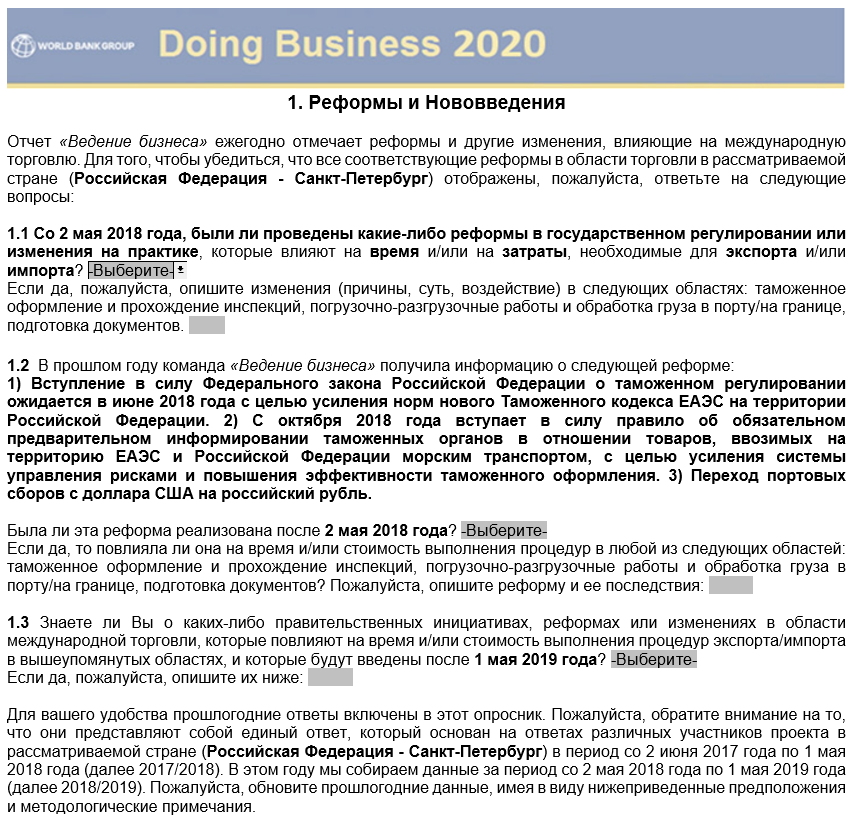 WORLD BANK GROUP
Doing Business 2020
1. Реформы и Нововведения
Отчет «Ведение бизнеса» ежегодно отмечает реформы и другие изменения, влияющие на международную
торговлю. Для того, чтобы убедиться, что все соответствующие реформы в области торговли в рассматриваемой
стране (Российская Федерация - Санкт-Петербург) отображены, пожалуйста, ответьте на следующие
вопросы:
1.1 Со 2 мая 2018 года, были ли проведены какие-либо реформы в государственном регулировании или
изменения на практике, которые влияют на время и/или на затраты, необходимые для экспорта и/или
импорта? -Выберите-
Если да, пожалуйста, опишите изменения (причины, суть, воздействие) в следующих областях: таможенное
оформление и прохождение инспекций, погрузочно-разгрузочные работы и обработка груза в порту/на границе,
подготовка документов.
1.2 В прошлом году команда «Ведение бизнеса» получила информацию о следующей реформе:
1) Вступление в силу Федерального закона Российской Федерации о таможенном регулировании
ожидается в июне 2018 года с целью усиления норм нового Таможенного кодекса ЕАЭС на территории
Российской Федерации. 2) С октября 2018 года вступает в силу правило об обязательном
предварительном информировании таможенных органов в отношении товаров, ввозимых на
территорию ЕАЭС и Российской Федерации морским транспортом, с целью усиления системы
управления рисками и повышения эффективности таможенного оформления. 3) Переход портовых
сборов с доллара США на российский рубль.
Была ли эта реформа реализована после 2 мая 2018 года? -Выберите-
Если да, то повлияла ли она на время и/или стоимость выполнения процедур в любой из следующих областей:
таможенное оформление и прохождение инспекций, погрузочно-разгрузочные работы и обработка груза в
порту/на границе, подготовка документов? Пожалуйста, опишите реформу и ее последствия:
1.3 Знаете ли Вы о каких-либо правительственных инициативах, реформах или изменениях в области
международной торговли, которые повлияют на время и/или стоимость выполнения процедур экспорта/импорта
в вышеупомянутых областях, и которые будут введены после 1 мая 2019 года? -Выберите-
Если да, пожалуйста, опишите их ниже:
Для вашего удобства прошлогодние ответы включены в этот опросник. Пожалуйста, обратите внимание на то,
что они представляют собой единый ответ, который основан на ответах различных участников проекта в
рассматриваемой стране (Российская Федерация - Санкт-Петербург) в период со 2 июня 2017 года по 1 мая
2018 года (далее 2017/2018). В этом году мы собираем данные за период со 2 мая 2018 года по 1 мая 2019 года
(далее 2018/2019). Пожалуйста, обновите прошлогодние данные, имея в виду нижеприведенные предположения
и методологические примечания.